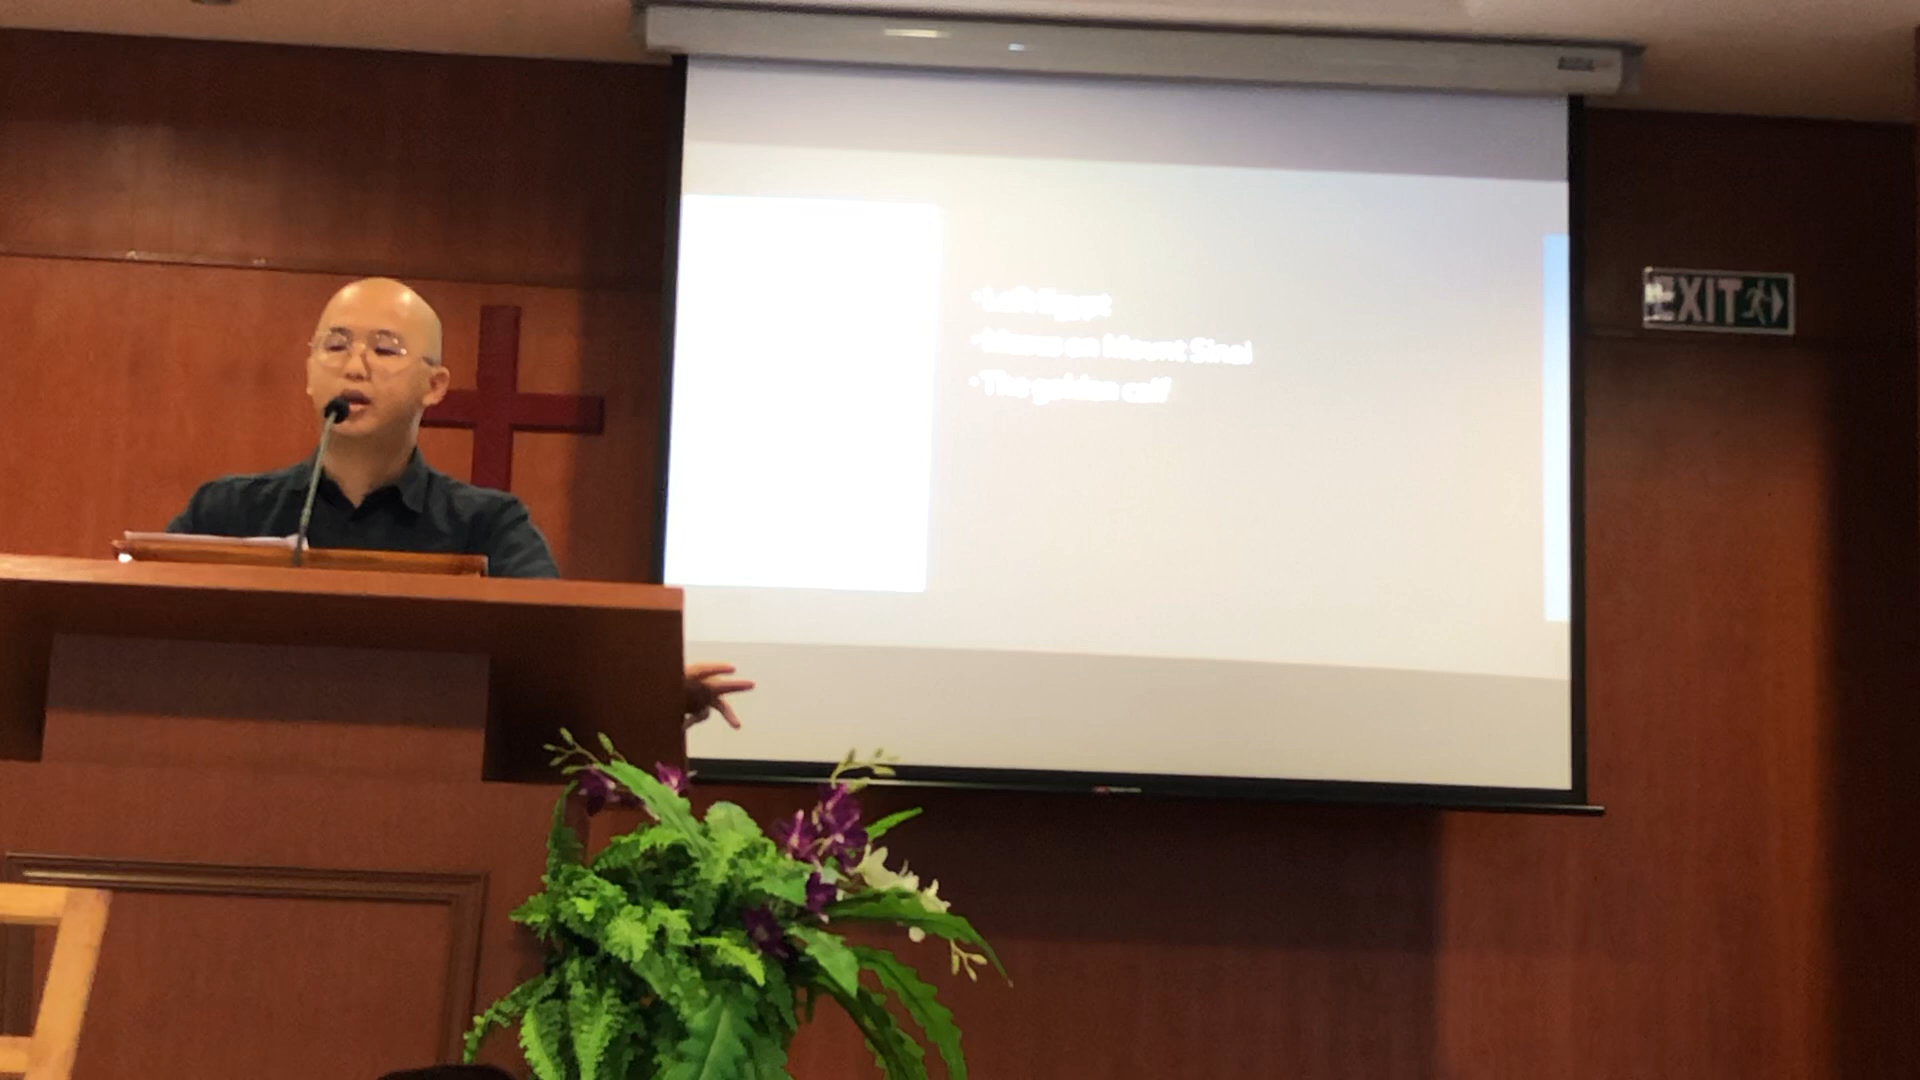 • Left Egypt
• Moses on Mount Sinai
• The golden calf
EXIT